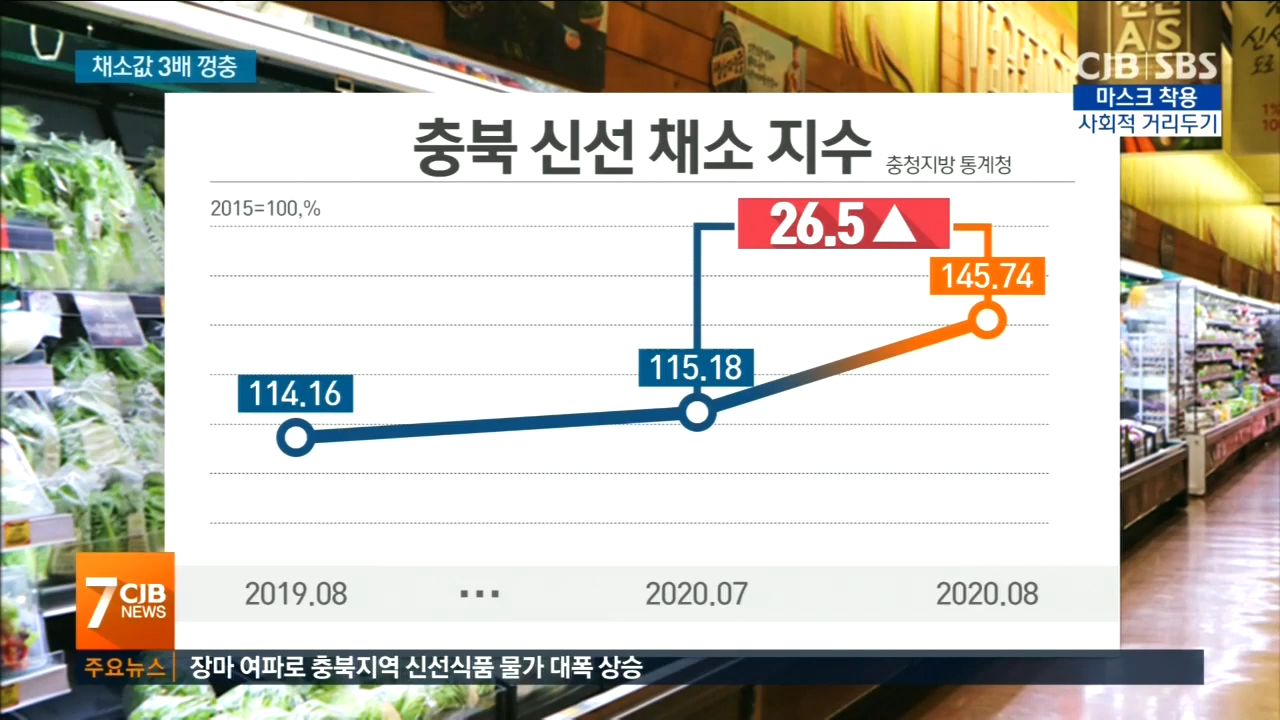 채소값 3배 껑충
CJB SBS
마스크 착용
사회적 거리두기
충북 신선 채소 지수 충청지방 통계청
2015=100,%
26.5▲
145.74
115.18
114.16
2019.08 ... 2020.07 2020.08
7 CJB NEWS
주요뉴스 장마 여파로 충북지역 신선식품 물가 대폭 상승